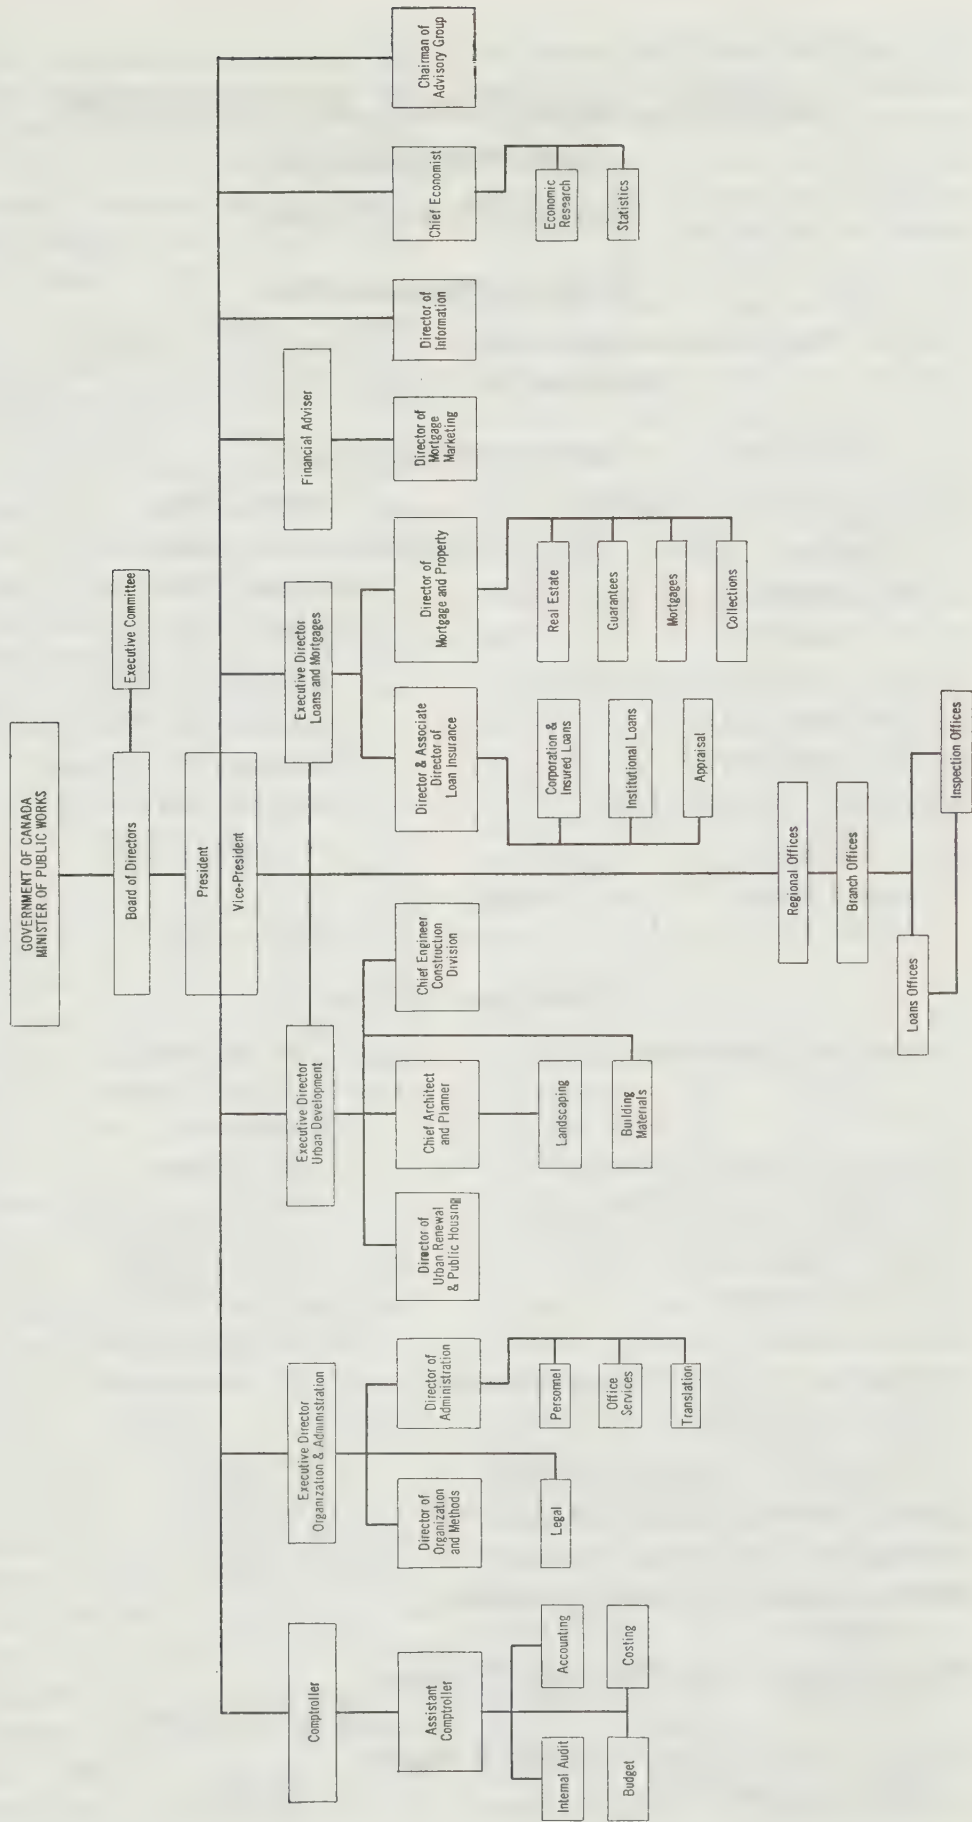 GOVERNMENT OF CANADA
MINISTER OF PUBLIC WORKS
Board of Directors
Executive Committee
President
Vice-President
Comptroller
Executive Director
Organization & Administration
Executive Director
Urban Development
Executive Director
Loans and Mortgages
Financial Adviser
Assistant
Comptroller
Director of
Organization
and Methods
Director of
Administration
Director of
Urban Renewal
& Public Housing
Chief Architect
and Planner
Chief Engineer
Construction
Division
Director & Associate
Director of
Loan Insurance
Director of
Mortgage and Property
Director of
Mortgage
Marketing
Director of
Information
Chief Economist
Chairman of
Advisory Group
Internal Audit
Accounting
Budget
Costing
Legal
Personnel
Office
Services
Translation
Landscaping
Building
Materials
Corporation &
Insured Loans
Institutional Loans
Appraisal
Real Estate
Guarantees
Mortgages
Collections
Economic
Research
Statistics
Regional Offices
Branch Offices
Loans Offices
Inspection Offices